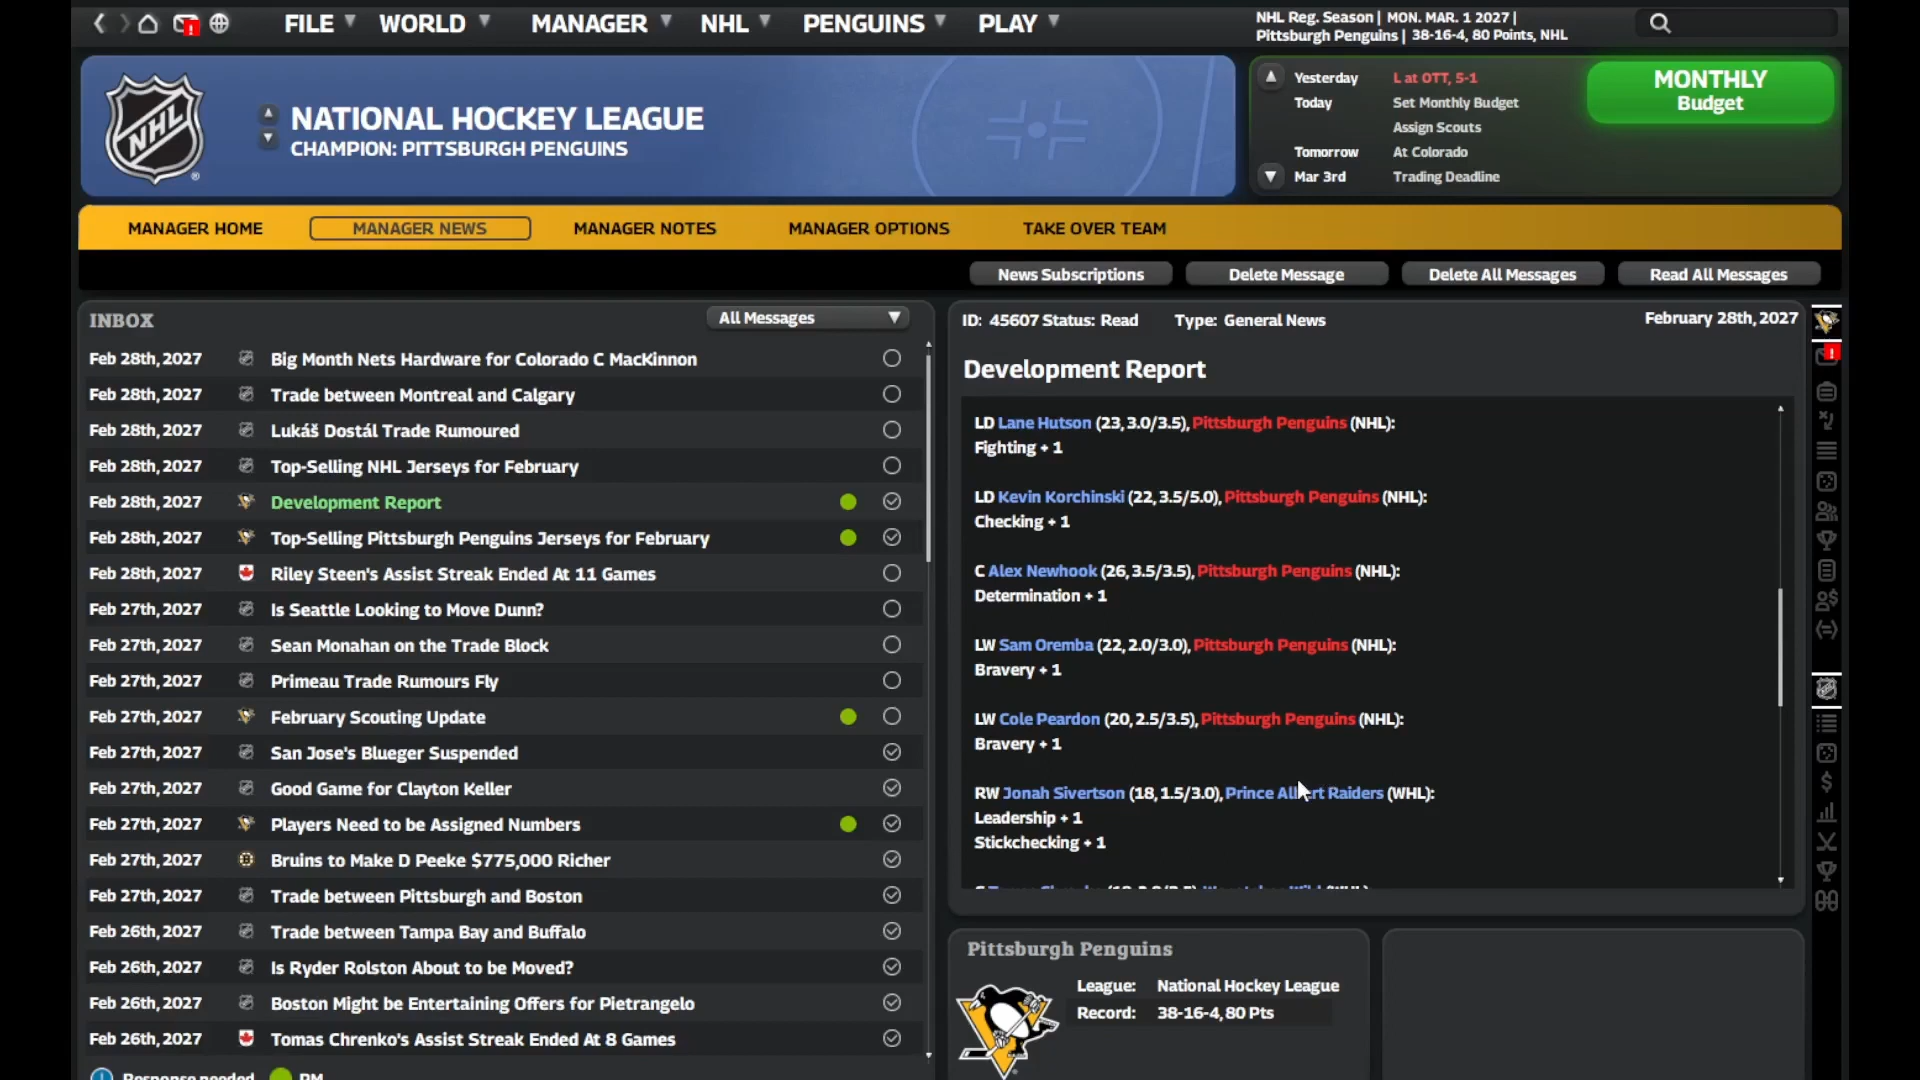 FILE WORLD MANAGER NHL PENGUINS PLAY
NHL Reg. Season | MON. MAR. 1 2027 |
Pittsburgh Penguins | 38-16-4, 80 Points, NHL
NHL
NATIONAL HOCKEY LEAGUE
CHAMPION: PITTSBURGH PENGUINS
Yesterday L at OTT, 5-1
Today Set Monthly Budget
Assign Scouts
Tomorrow At Colorado
Mar 3rd Trading Deadline
MONTHLY
Budget
MANAGER HOME MANAGER NEWS MANAGER NOTES MANAGER OPTIONS TAKE OVER TEAM
News Subscriptions Delete Message Delete All Messages Read All Messages
INBOX All Messages
Feb 28th, 2027 Big Month Nets Hardware for Colorado C MacKinnon
Feb 28th, 2027 Trade between Montreal and Calgary
Feb 28th, 2027 Lukáš Dostál Trade Rumoured
Feb 28th, 2027 Top-Selling NHL Jerseys for February
Feb 28th, 2027 Development Report
Feb 28th, 2027 Top-Selling Pittsburgh Penguins Jerseys for February
Feb 28th, 2027 Riley Steen's Assist Streak Ended At 11 Games
Feb 27th, 2027 Is Seattle Looking to Move Dunn?
Feb 27th, 2027 Sean Monahan on the Trade Block
Feb 27th, 2027 Primeau Trade Rumours Fly
Feb 27th, 2027 February Scouting Update
Feb 27th, 2027 San Jose's Blueger Suspended
Feb 27th, 2027 Good Game for Clayton Keller
Feb 27th, 2027 Players Need to be Assigned Numbers
Feb 27th, 2027 Bruins to Make D Peeke $775,000 Richer
Feb 27th, 2027 Trade between Pittsburgh and Boston
Feb 26th, 2027 Trade between Tampa Bay and Buffalo
Feb 26th, 2027 Is Ryder Rolston About to be Moved?
Feb 26th, 2027 Boston Might be Entertaining Offers for Pietrangelo
Feb 26th, 2027 Tomas Chrenko's Assist Streak Ended At 8 Games
Response needed PM
ID: 45607 Status: Read Type: General News February 28th, 2027
Development Report
LD Lane Hutson (23, 3.0/3.5), Pittsburgh Penguins (NHL):
Fighting + 1
LD Kevin Korchinski (22, 3.5/5.0), Pittsburgh Penguins (NHL):
Checking + 1
C Alex Newhook (26, 3.5/3.5), Pittsburgh Penguins (NHL):
Determination + 1
LW Sam Oremba (22, 2.0/3.0), Pittsburgh Penguins (NHL):
Bravery + 1
LW Cole Peardon (20, 2.5/3.5), Pittsburgh Penguins (NHL):
Bravery + 1
RW Jonah Sivertson (18, 1.5/3.0), Prince Albert Raiders (WHL):
Leadership + 1
Stickchecking + 1
Pittsburgh Penguins
League: National Hockey League
Record: 38-16-4, 80 Pts